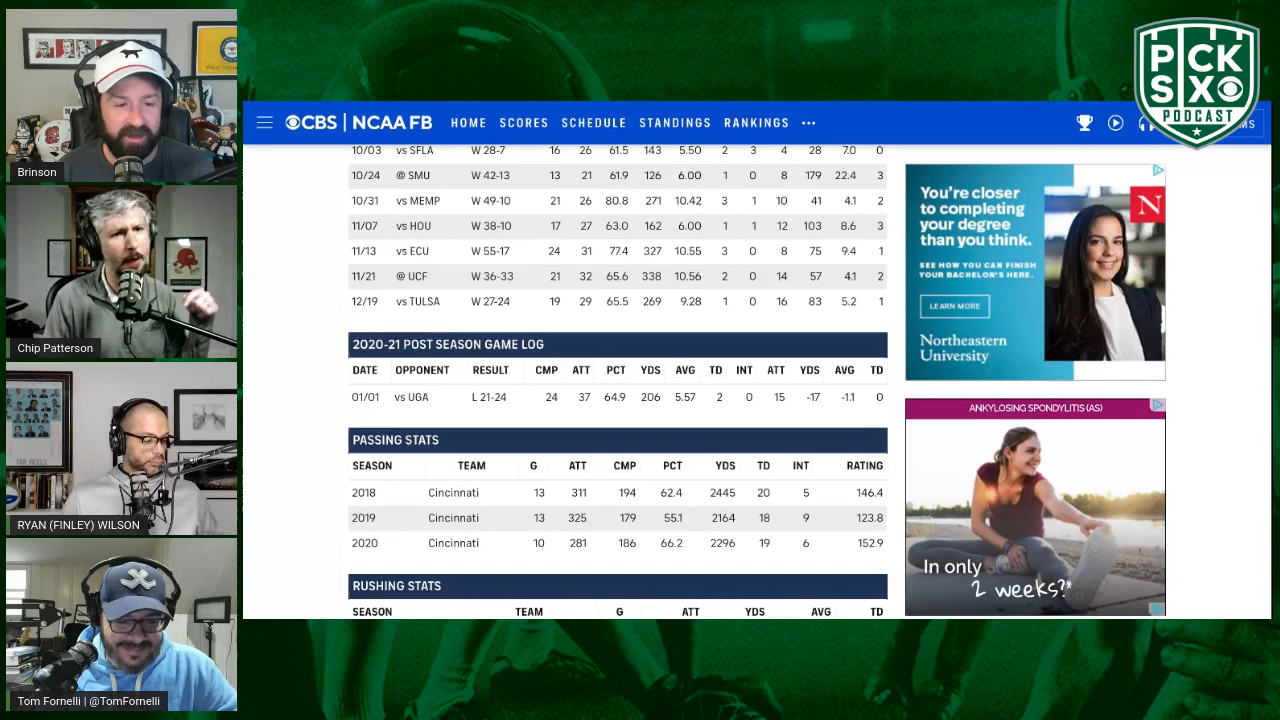 Brinson
Chip Patterson
RYAN (FINLEY) WILSON
Tom Fornelli | @TomFornelli
TAR HEELS
PICK
SIX
PODCAST
CBS | NCAA FB HOME SCORES SCHEDULE STANDINGS RANKINGS •••
10/03 vs SFLA W 28-7 16 26 61.5 143 5.50 2 3 4 28 7.0 0
10/24 @ SMU W 42-13 13 21 61.9 126 6.00 1 0 8 179 22.4 3
10/31 vs MEMP W 49-10 21 26 80.8 271 10.42 3 1 10 41 4.1 2
11/07 vs HOU W 38-10 17 27 63.0 162 6.00 1 1 12 103 8.6 3
11/13 vs ECU W 55-17 24 31 77.4 327 10.55 3 0 8 75 9.4 1
11/21 @ UCF W 36-33 21 32 65.6 338 10.56 2 0 14 57 4.1 2
12/19 vs TULSA W 27-24 19 29 65.5 269 9.28 1 0 16 83 5.2 1
2020-21 POST SEASON GAME LOG
DATE OPPONENT RESULT CMP ATT PCT YDS AVG TD INT ATT YDS AVG TD
01/01 vs UGA L 21-24 24 37 64.9 206 5.57 2 0 15 -17 -1.1 0
PASSING STATS
SEASON TEAM G ATT CMP PCT YDS TD INT RATING
2018 Cincinnati 13 311 194 62.4 2445 20 5 146.4
2019 Cincinnati 13 325 179 55.1 2164 18 9 123.8
2020 Cincinnati 10 281 186 66.2 2296 19 6 152.9
RUSHING STATS
SEASON TEAM G ATT YDS AVG TD
You're closer
to completing
your degree
than you think.
SEE HOW YOU CAN FINISH
YOUR BACHELOR'S HERE.
LEARN MORE
Northeastern
University
N
ANKYLOSING SPONDYLITIS (AS)
In only
2 weeks?*